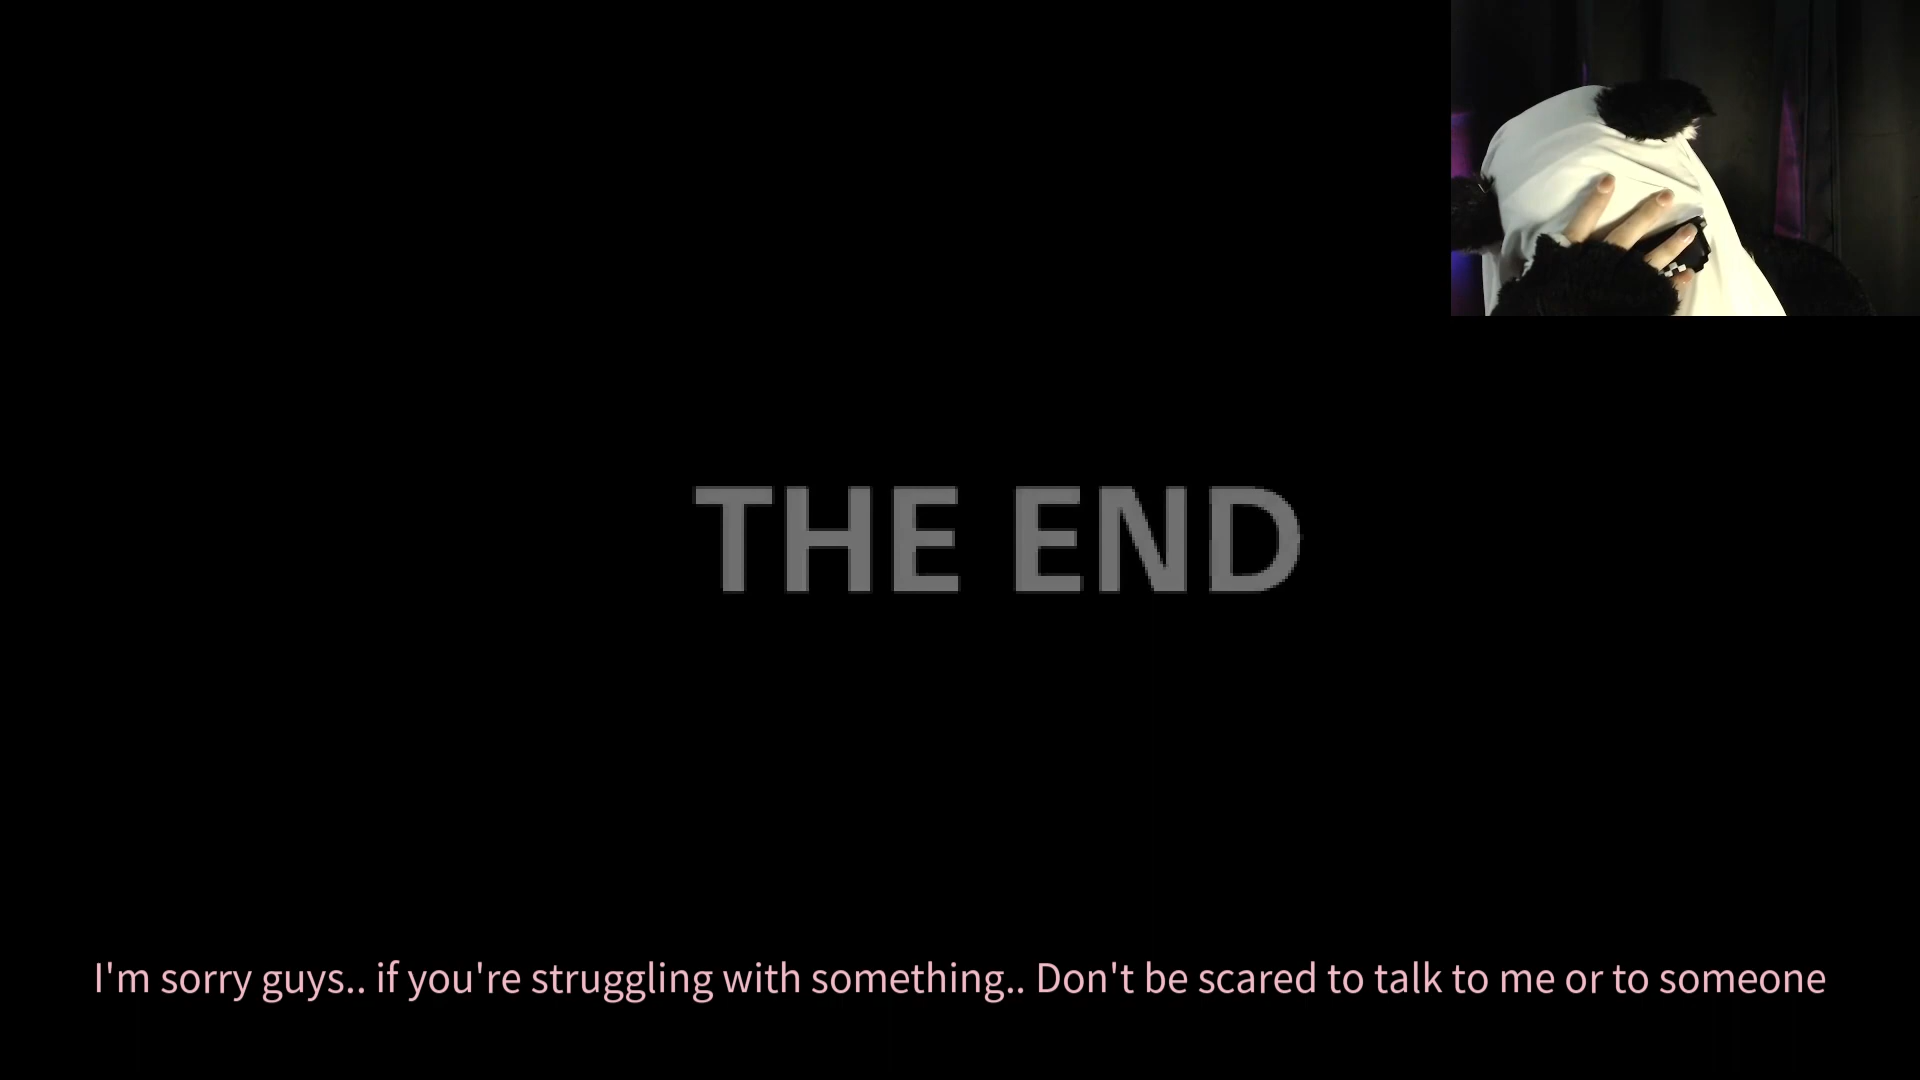 THE END
I'm sorry guys.. if you're struggling with something.. Don't be scared to talk to me or to someone